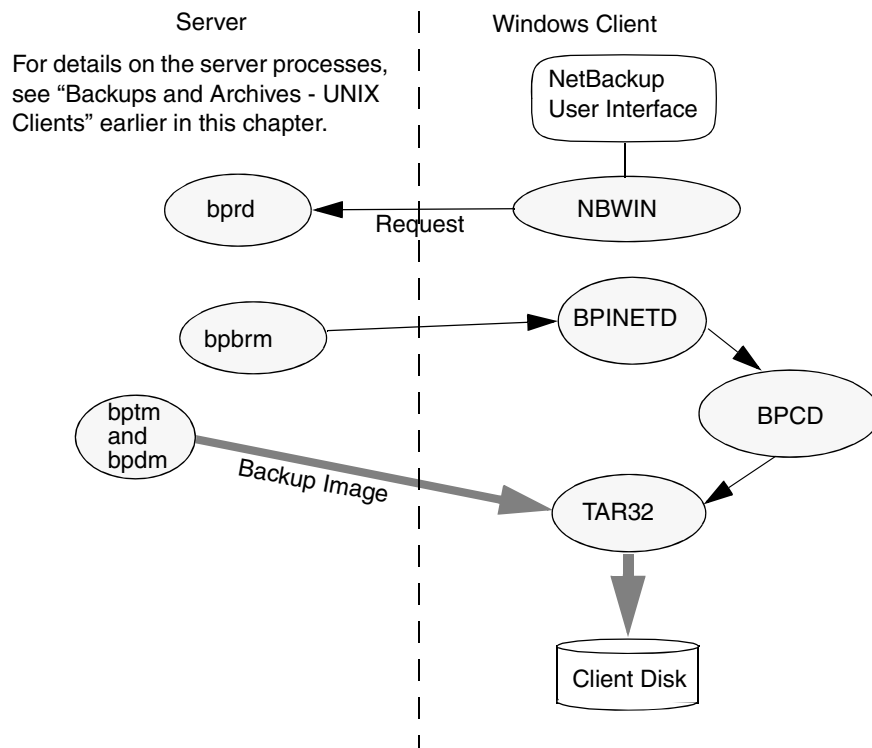 Server
Windows Client
For details on the server processes,
see “Backups and Archives - UNIX
Clients” earlier in this chapter.
NetBackup
User Interface
bprd
Request
NBWIN
bpbrm
BPINETD
BPCD
bptm
and
bpdm
Backup Image
TAR32
Client Disk